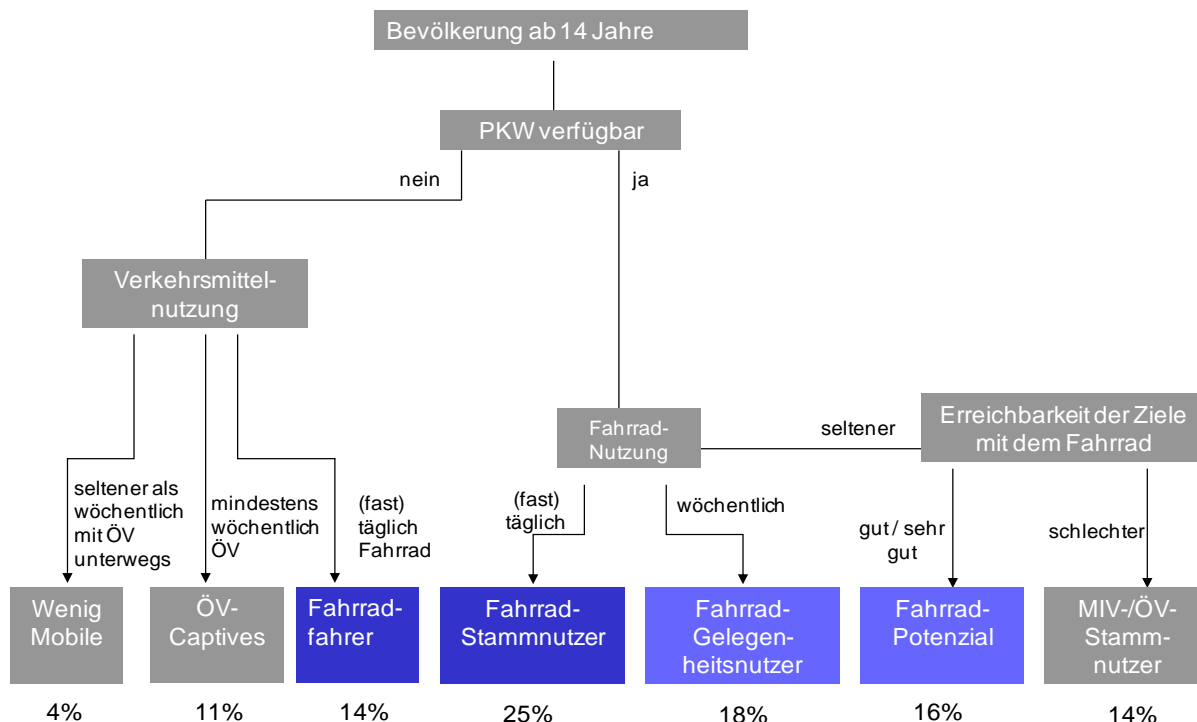 Bevölkerung ab 14 Jahre
PKW verfügbar
nein
ja
Verkehrsmittel-
nutzung
Fahrrad-
Nutzung
seltener
Erreichbarkeit der Ziele
mit dem Fahrrad
seltener als
wöchentlich
mit ÖV
unterwegs
mindestens
wöchentlich
ÖV
(fast)
täglich
Fahrrad
(fast)
täglich
wöchentlich
gut / sehr
gut
schlechter
Wenig
Mobile
ÖV-
Captives
Fahrrad-
fahrer
Fahrrad-
Stammnutzer
Fahrrad-
Gelegen-
heitsnutzer
Fahrrad-
Potenzial
MIV-/ÖV-
Stamm-
nutzer
4%
11%
14%
25%
18%
16%
14%